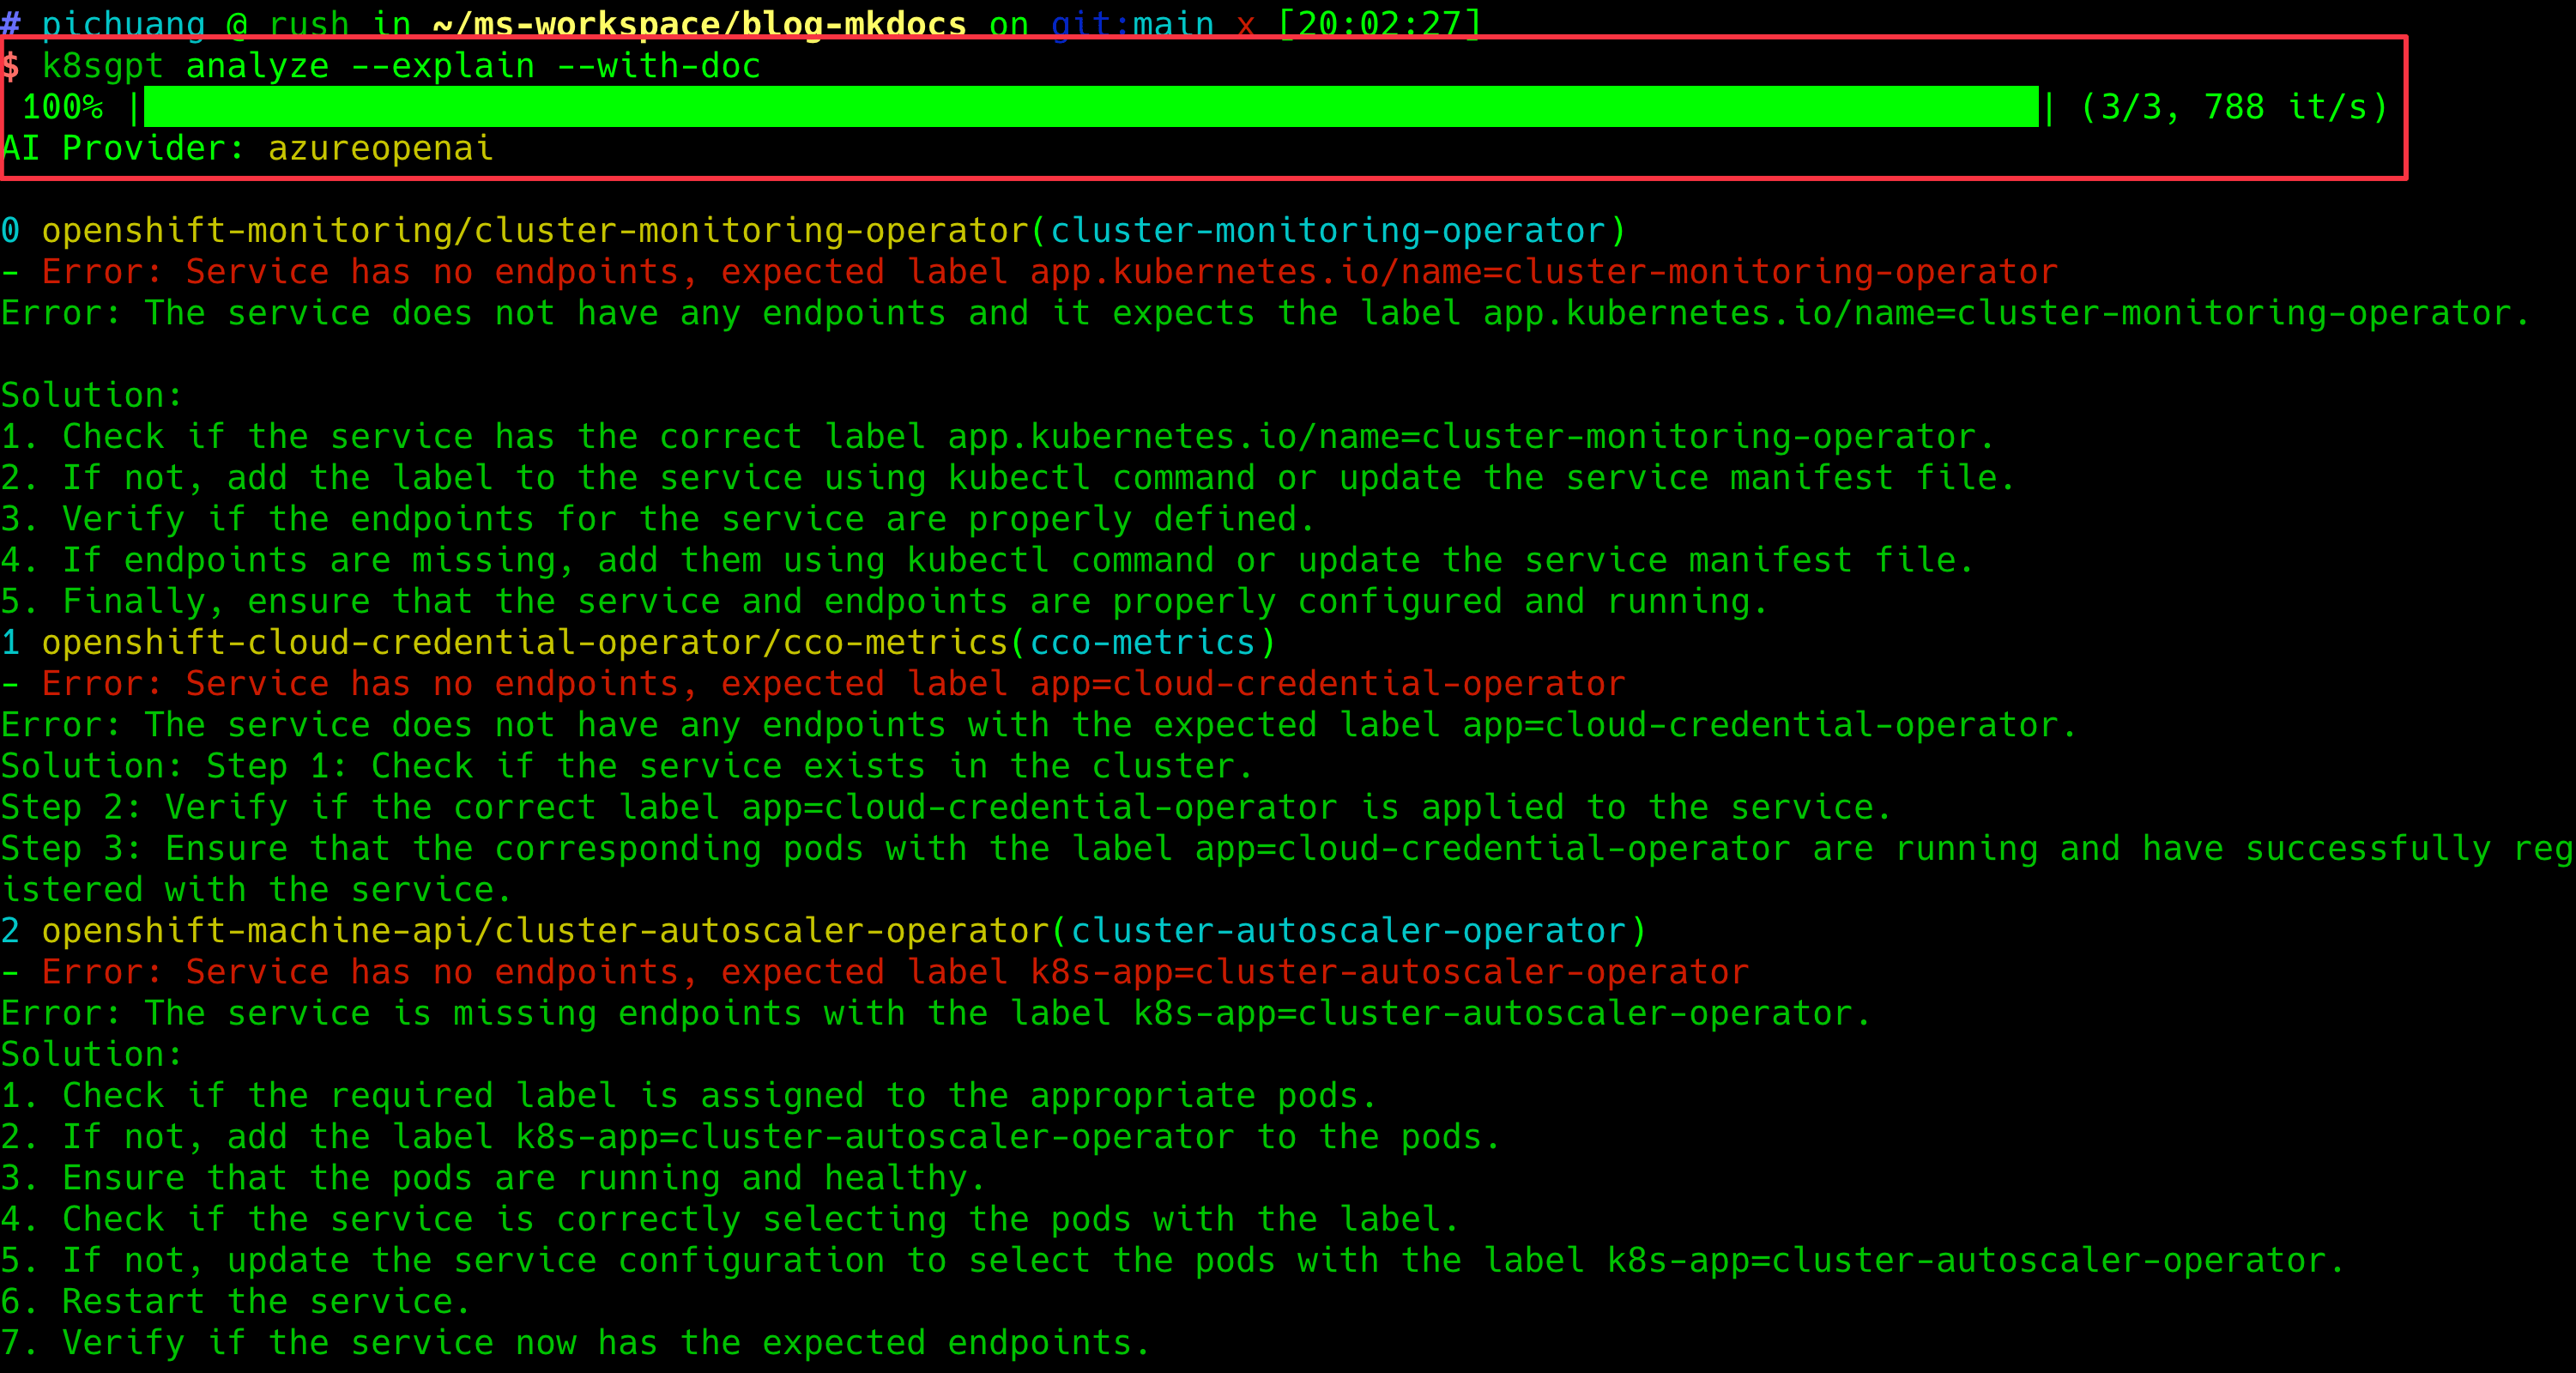 # pichuang @ rush in ~/ms-workspace/blog-mkdocs on git:main x [20:02:27]
$ k8sgpt analyze --explain --with-doc
100% |████████████████████████████████████████| (3/3, 788 it/s)
AI Provider: azureopenai
0 openshift-monitoring/cluster-monitoring-operator(cluster-monitoring-operator)
- Error: Service has no endpoints, expected label app.kubernetes.io/name=cluster-monitoring-operator
Error: The service does not have any endpoints and it expects the label app.kubernetes.io/name=cluster-monitoring-operator.
Solution:
1. Check if the service has the correct label app.kubernetes.io/name=cluster-monitoring-operator.
2. If not, add the label to the service using kubectl command or update the service manifest file.
3. Verify if the endpoints for the service are properly defined.
4. If endpoints are missing, add them using kubectl command or update the service manifest file.
5. Finally, ensure that the service and endpoints are properly configured and running.
1 openshift-cloud-credential-operator/cco-metrics(cco-metrics)
- Error: Service has no endpoints, expected label app=cloud-credential-operator
Error: The service does not have any endpoints with the expected label app=cloud-credential-operator.
Solution: Step 1: Check if the service exists in the cluster.
Step 2: Verify if the correct label app=cloud-credential-operator is applied to the service.
Step 3: Ensure that the corresponding pods with the label app=cloud-credential-operator are running and have successfully reg
istered with the service.
2 openshift-machine-api/cluster-autoscaler-operator(cluster-autoscaler-operator)
- Error: Service has no endpoints, expected label k8s-app=cluster-autoscaler-operator
Error: The service is missing endpoints with the label k8s-app=cluster-autoscaler-operator.
Solution:
1. Check if the required label is assigned to the appropriate pods.
2. If not, add the label k8s-app=cluster-autoscaler-operator to the pods.
3. Ensure that the pods are running and healthy.
4. Check if the service is correctly selecting the pods with the label.
5. If not, update the service configuration to select the pods with the label k8s-app=cluster-autoscaler-operator.
6. Restart the service.
7. Verify if the service now has the expected endpoints.